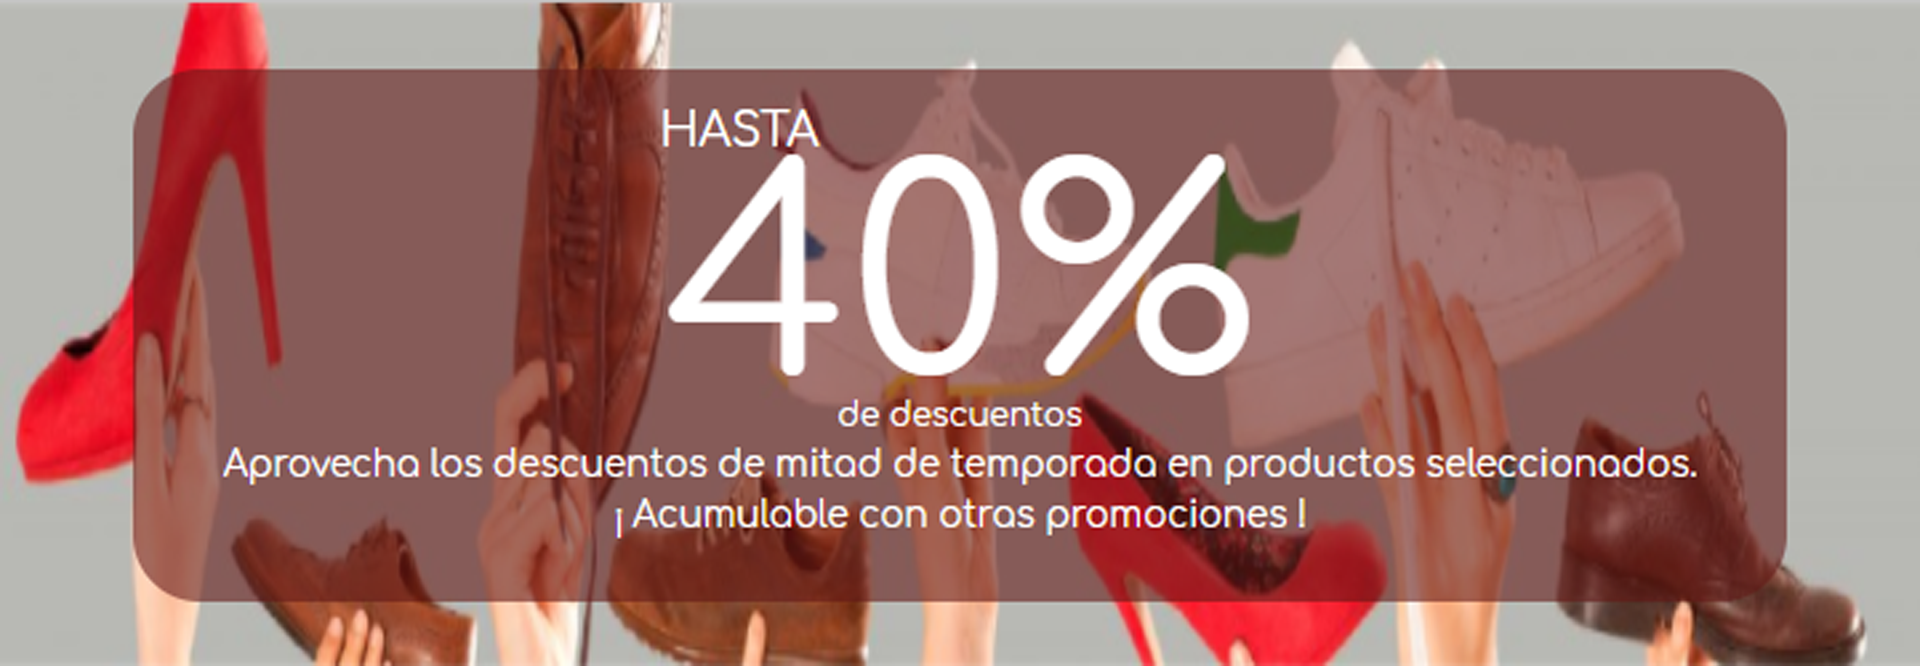 HASTA
40%
de descuentos
Aprovecha los descuentos de mitad de temporada en productos seleccionados.
¡ Acumulable con otras promociones !